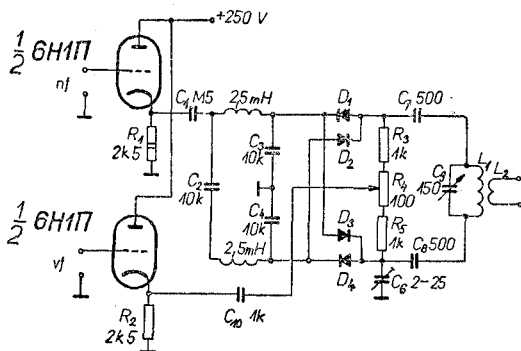 +250 V
½ 6Н1П
nf
C₁ M5
2,5mH
D₁
C₇ 500
R₁
2k5
C₃
10k
D₂
R₃
1k
L₁
L₂
C₂
10k
R₄
100
C₉
150
C₄
10k
D₃
R₅
1k
½ 6Н1П
vf
2,5mH
D₄
C₈ 500
C₆ 2-25
R₂
2k5
C₁₀ 1k